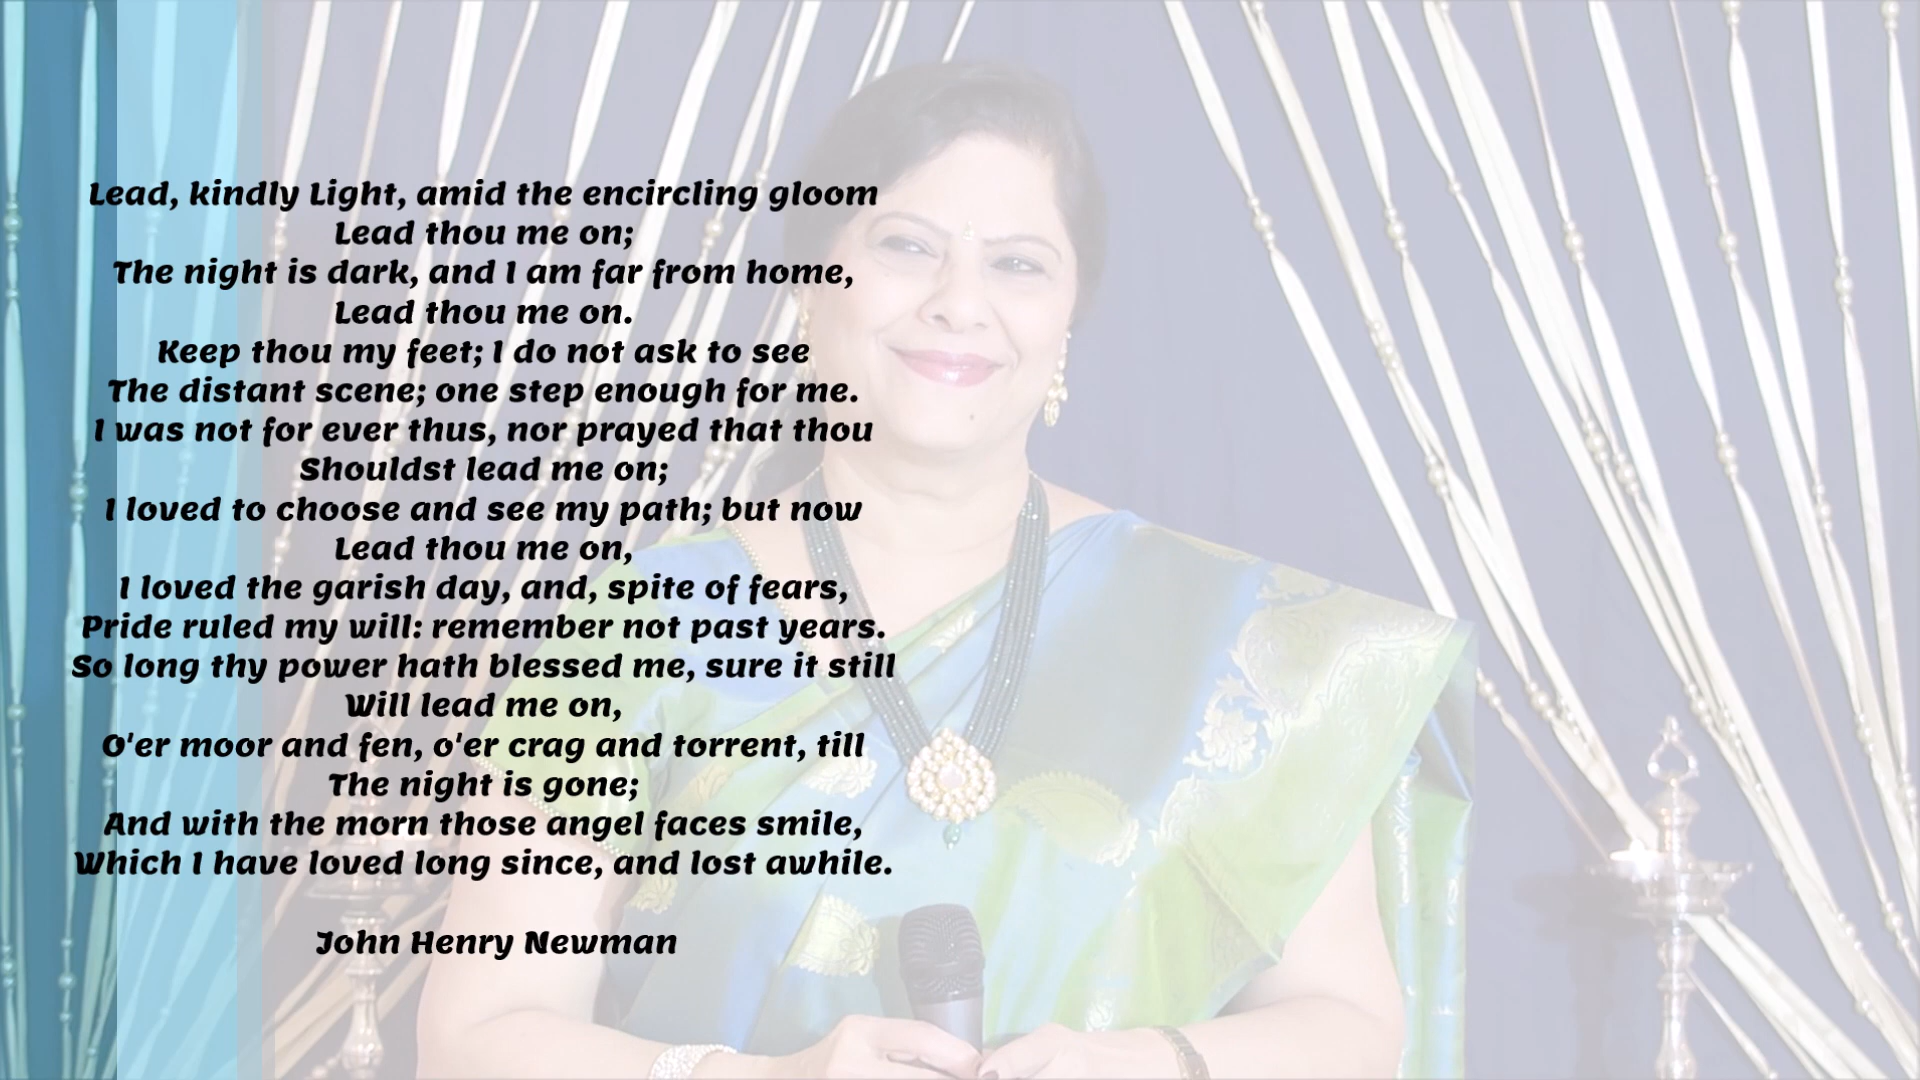 Lead, kindly Light, amid the encircling gloom
Lead thou me on;
The night is dark, and I am far from home,
Lead thou me on.
Keep thou my feet; I do not ask to see
The distant scene; one step enough for me.
I was not for ever thus, nor prayed that thou
Shouldst lead me on;
I loved to choose and see my path; but now
Lead thou me on,
I loved the garish day, and, spite of fears,
Pride ruled my will: remember not past years.
So long thy power hath blessed me, sure it still
Will lead me on,
O'er moor and fen, o'er crag and torrent, till
The night is gone;
And with the morn those angel faces smile,
Which I have loved long since, and lost awhile.
John Henry Newman